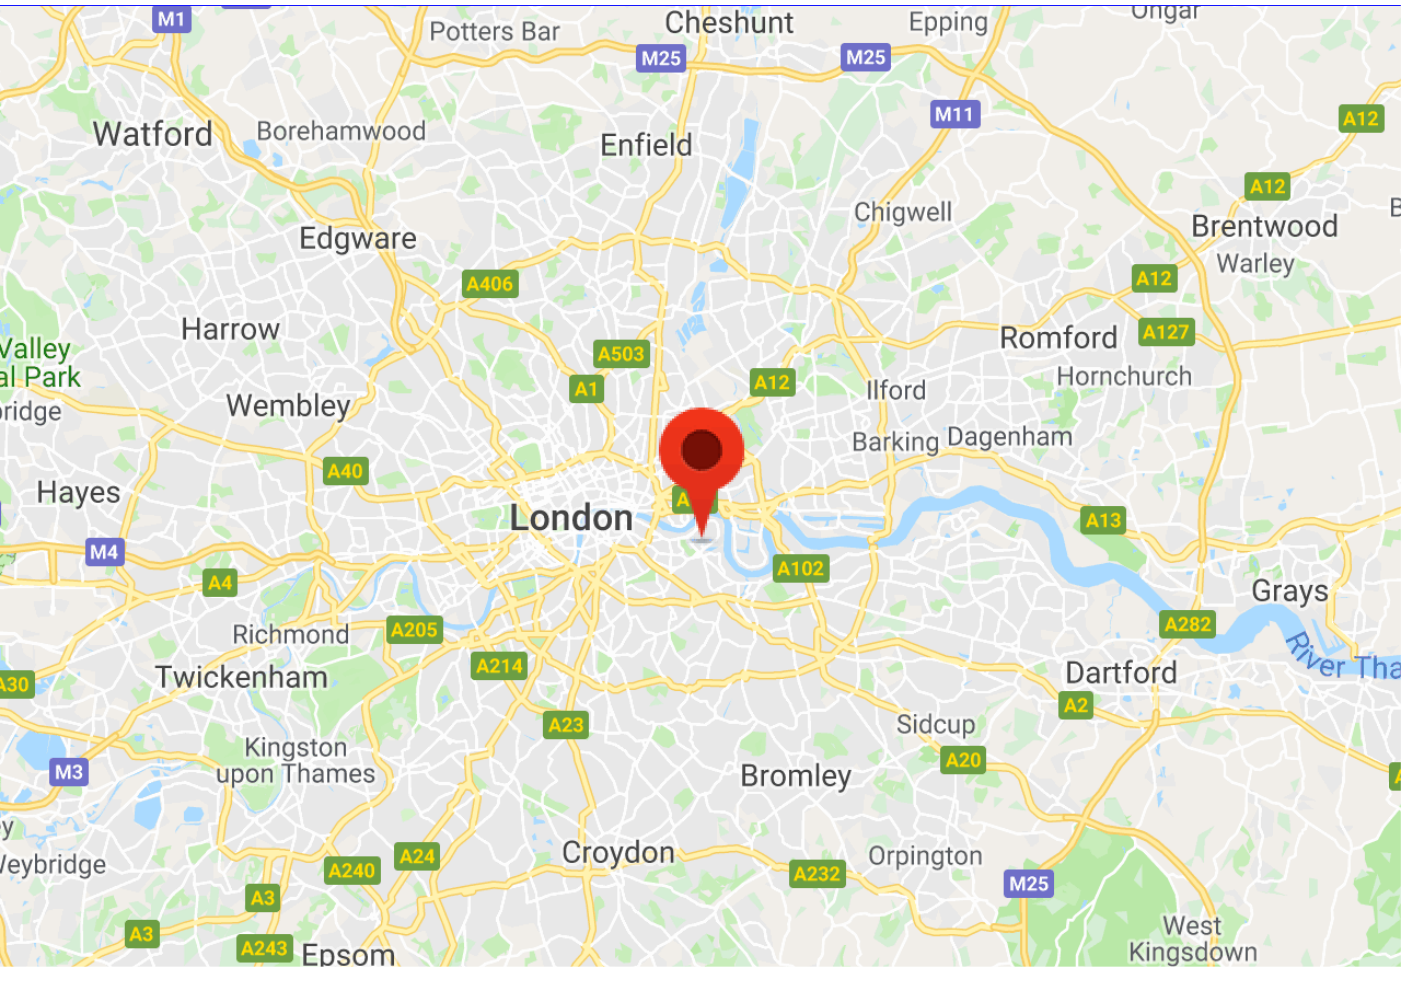 M1
Potters Bar
Cheshunt
Epping
Ongar
M25
M25
M11
A12
Watford
Borehamwood
Enfield
A12
Chigwell
Brentwood
Edgware
Warley
A406
A12
Harrow
Romford
A127
Valley
al Park
A503
Hornchurch
A1
A12
Ilford
Wembley
Barking
Dagenham
A40
Hayes
London
A13
M4
A4
A102
Grays
Richmond
A205
A282
River Tha
A214
Twickenham
Dartford
A30
A2
A23
Sidcup
Kingston
upon Thames
A20
M3
Bromley
Weybridge
A240
A24
Croydon
A232
Orpington
M25
A3
A3
A243
Epsom
West
Kingsdown